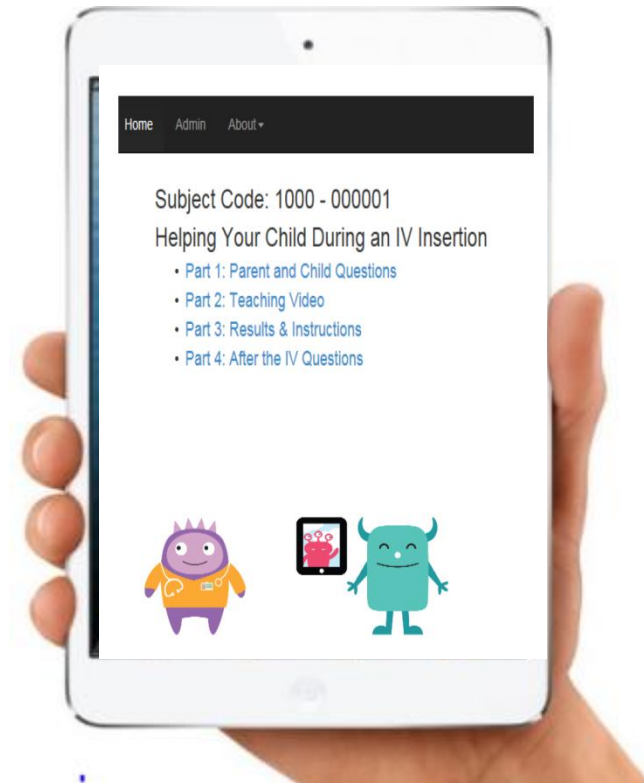 Home Admin About
Subject Code: 1000 - 000001
Helping Your Child During an IV Insertion
• Part 1: Parent and Child Questions
• Part 2: Teaching Video
• Part 3: Results & Instructions
• Part 4: After the IV Questions